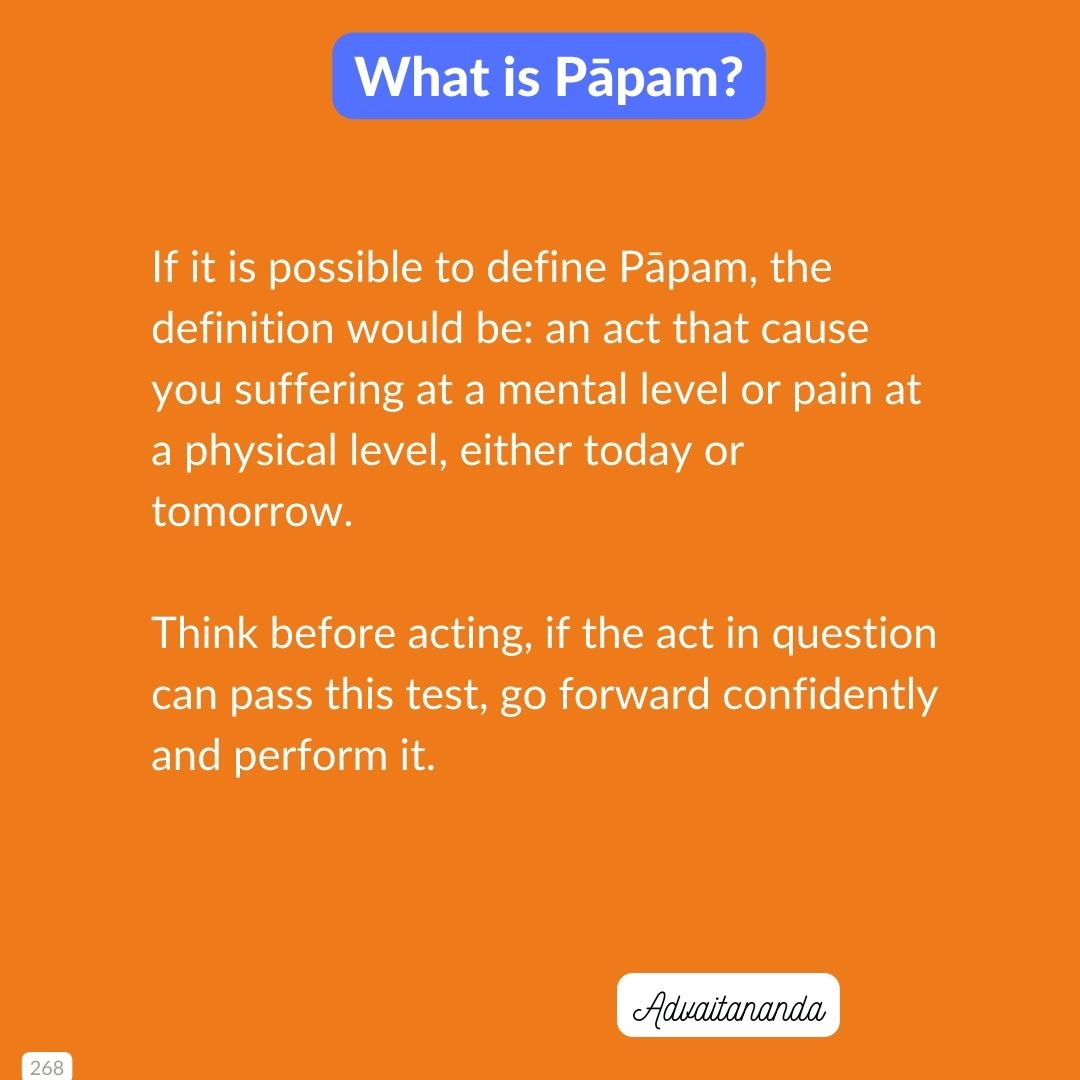 What is Pāpam?
If it is possible to define Pāpam, the
definition would be: an act that cause
you suffering at a mental level or pain at
a physical level, either today or
tomorrow.
Think before acting, if the act in question
can pass this test, go forward confidently
and perform it.
Advaitananda
268